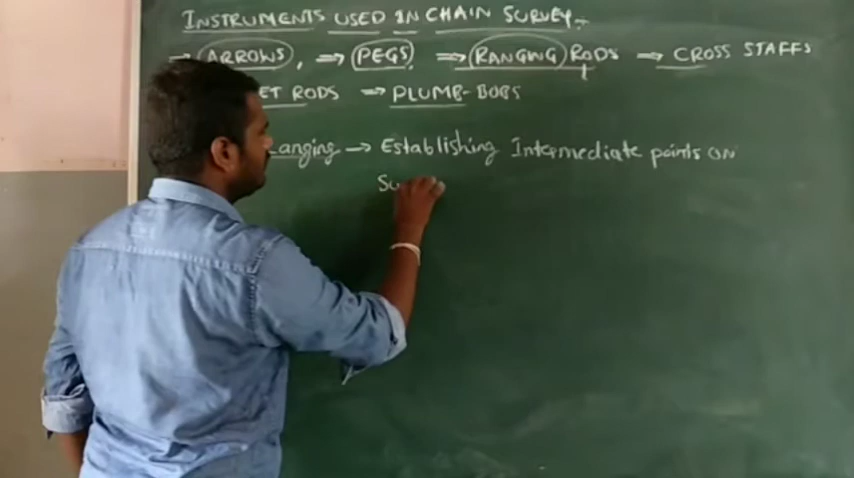 INSTRUMENTS USED IN CHAIN SURVEY:-
→ ARROWS, ⇒ PEGS ⇒ RANGING RODS ⇒ CROSS STAFFS
ET RODS ⇒ PLUMB-BOBS
anging → Establishing Intermediate points on
Su